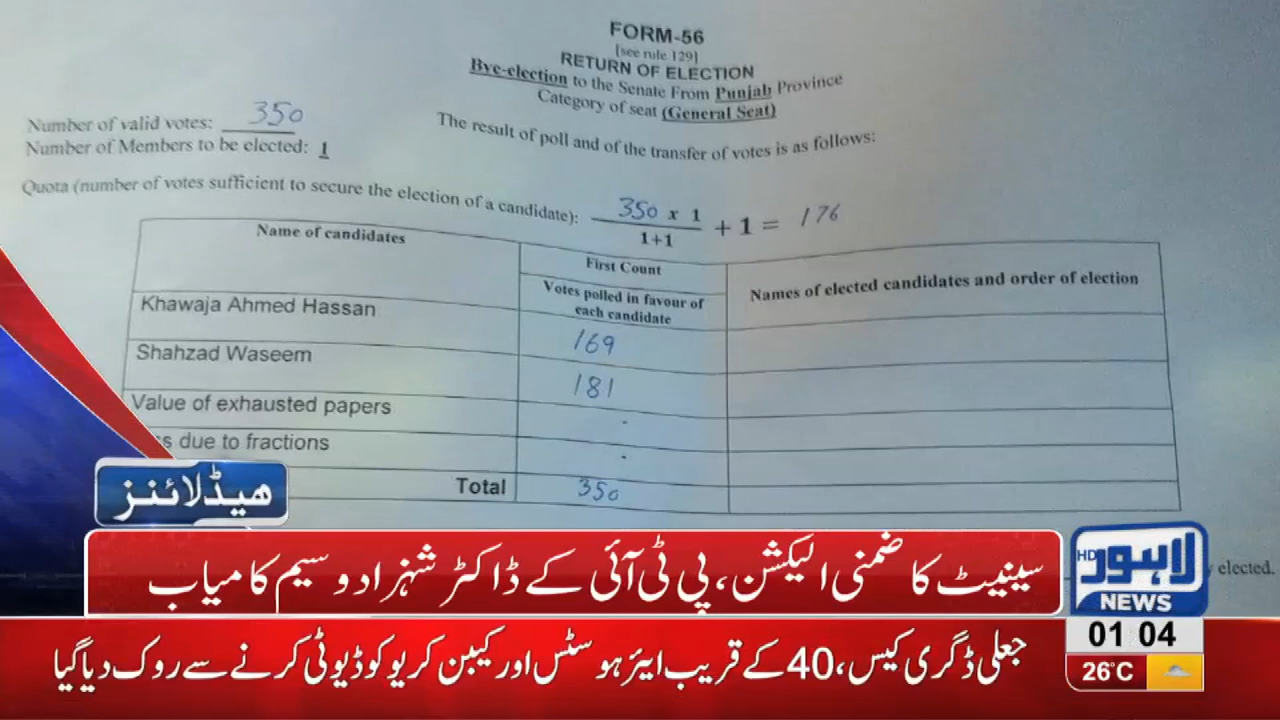 FORM-56
[see rule 129]
RETURN OF ELECTION
Bye-election to the Senate From Punjab Province
Category of seat (General Seat)
Number of valid votes: 350
Number of Members to be elected: 1
The result of poll and of the transfer of votes is as follows:
Quota (number of votes sufficient to secure the election of a candidate): 350 x 1 / 1+1 + 1 = 176
Name of candidates
First Count
Votes polled in favour of
each candidate
Names of elected candidates and order of election
Khawaja Ahmed Hassan 169
Shahzad Waseem 181
Value of exhausted papers -
due to fractions -
Total 350
elected.
ھیڈلائنز
سینیٹ کا ضمنی الیکشن، پی ٹی آئی کے ڈاکٹر شہزاد وسیم کامیاب
HD لاہور
NEWS
جعلی ڈگری کیس، 40 کے قریب ایئر ہوسٹس اور کیبن کریو کو ڈیوٹی کرنے سے روک دیا گیا
01 04
26°C